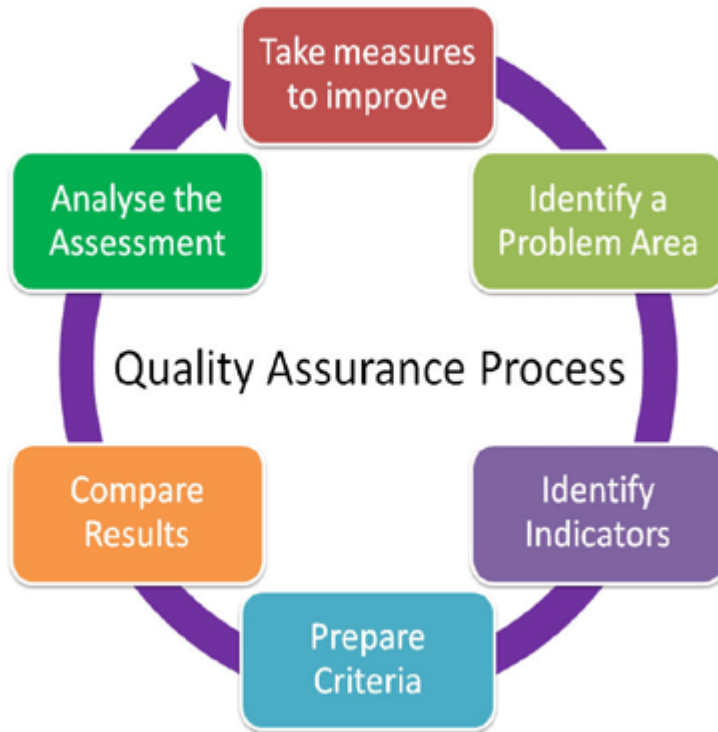 Take measures
to improve
Identify a
Problem Area
Identify
Indicators
Prepare
Criteria
Compare
Results
Analyse the
Assessment
Quality Assurance Process